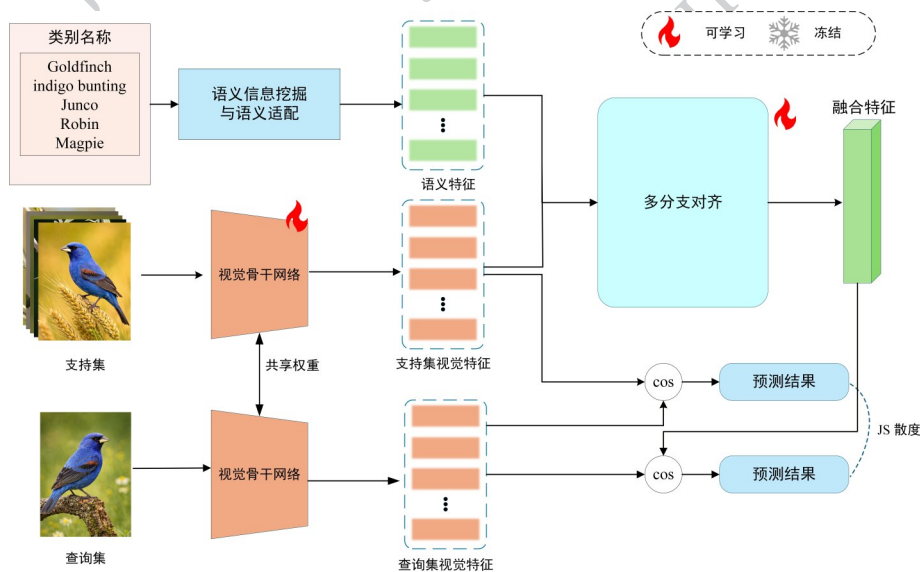 类别名称
Goldfinch
indigo bunting
Junco
Robin
Magpie
语义信息挖掘
与语义适配
语义特征
可学习
冻结
多分支对齐
融合特征
支持集
视觉骨干网络
支持集视觉特征
共享权重
cos
预测结果
JS 散度
查询集
视觉骨干网络
查询集视觉特征
cos
预测结果